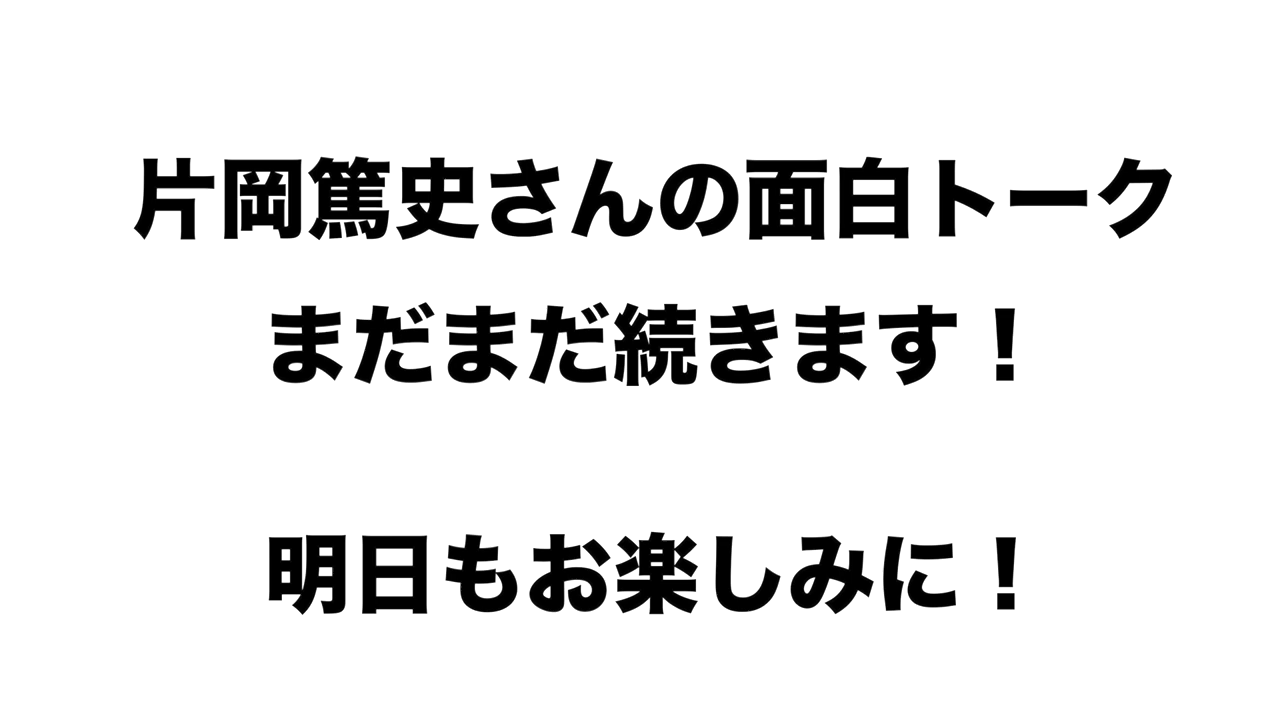 片岡篤史さんの面白トーク
まだまだ続きます！
明日もお楽しみに！